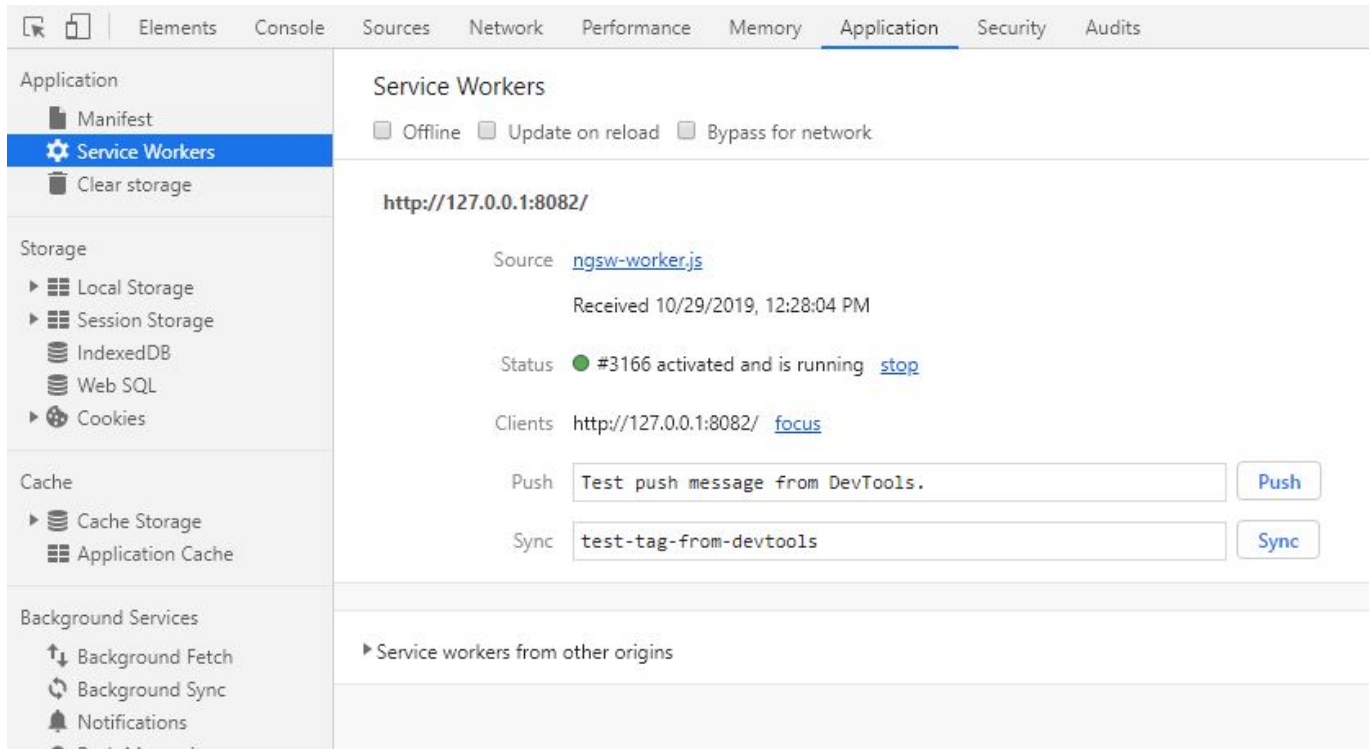 Elements Console Sources Network Performance Memory Application Security Audits
Application
Manifest
Service Workers
Clear storage
Storage
Local Storage
Session Storage
IndexedDB
Web SQL
Cookies
Cache
Cache Storage
Application Cache
Background Services
Background Fetch
Background Sync
Notifications
Service Workers
Offline Update on reload Bypass for network
http://127.0.0.1:8082/
Source ngsw-worker.js
Received 10/29/2019, 12:28:04 PM
Status #3166 activated and is running stop
Clients http://127.0.0.1:8082/ focus
Push Test push message from DevTools. Push
Sync test-tag-from-devtools Sync
Service workers from other origins